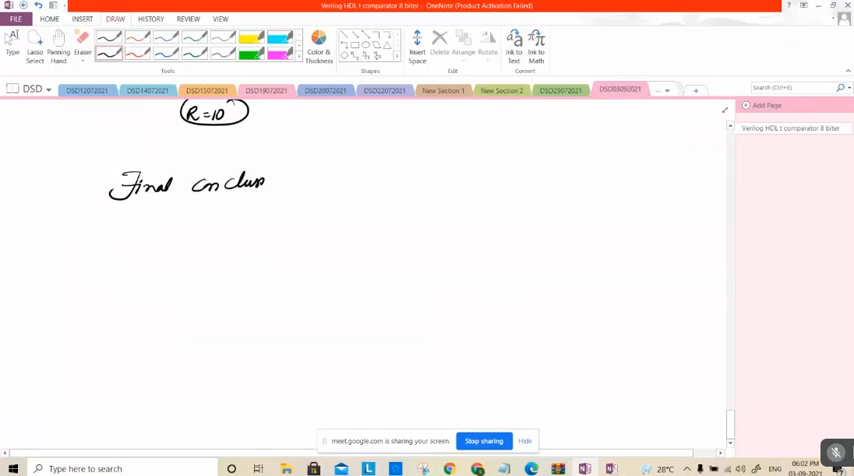 Verilog HDL t comparator 8 biter - OneNote (Product Activation Failed)
FILE HOME INSERT DRAW HISTORY REVIEW VIEW
Type Lasso Select Panning Hand Eraser Color & Thickness Insert Space Delete Arrange Rotate Ink to Text Ink to Math
Tools Shapes Edit Convert
DSD DSD12072021 DSD14072021 DSD15072021 DSD19072021 DSD20072021 DSD22072021 New Section 1 New Section 2 DSD29072021 DSD03092021 ... + Search (Ctrl+E)
Add Page
Verilog HDL t comparator 8 biter
R = 10
Final conclus
meet.google.com is sharing your screen. Stop sharing Hide
Type here to search 28°C ENG 06:02 PM
03-09-2021